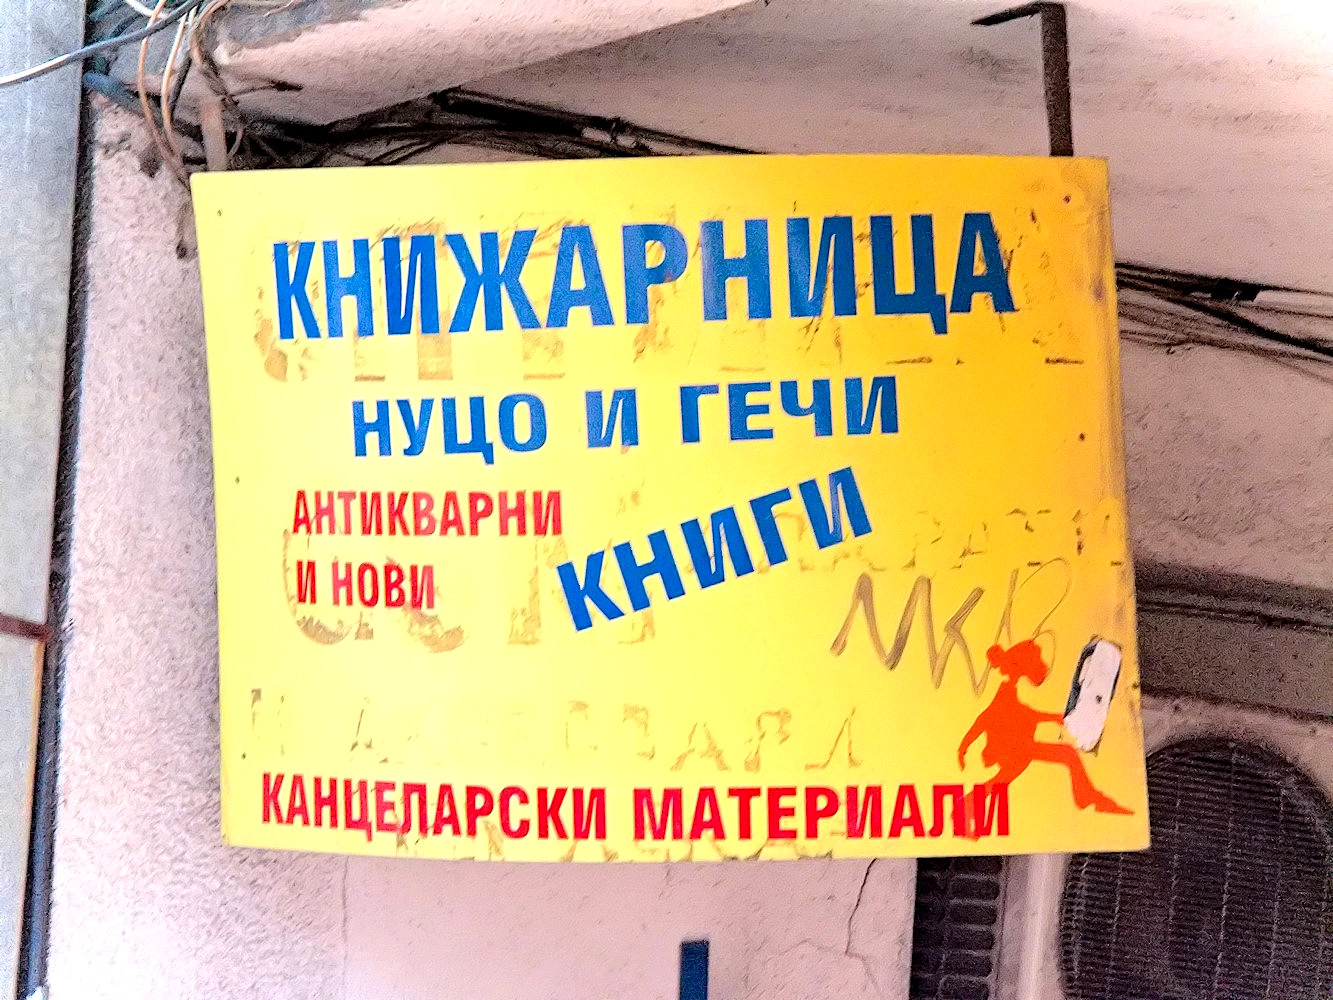 КНИЖАРНИЦА
НУЦО И ГЕЧИ
АНТИКВАРНИ
И НОВИ
КНИГИ
КАНЦЕЛАРСКИ МАТЕРИАЛИ